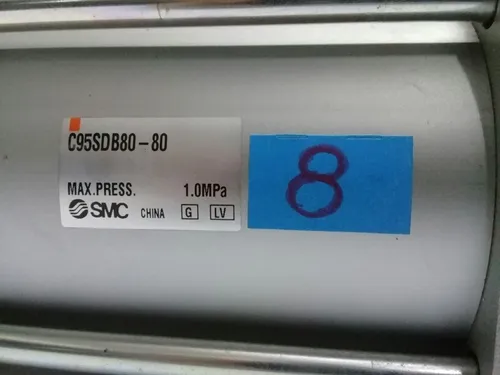 C95SDB80-80
MAX.PRESS. 1.0MPa
SMC CHINA G LV
8